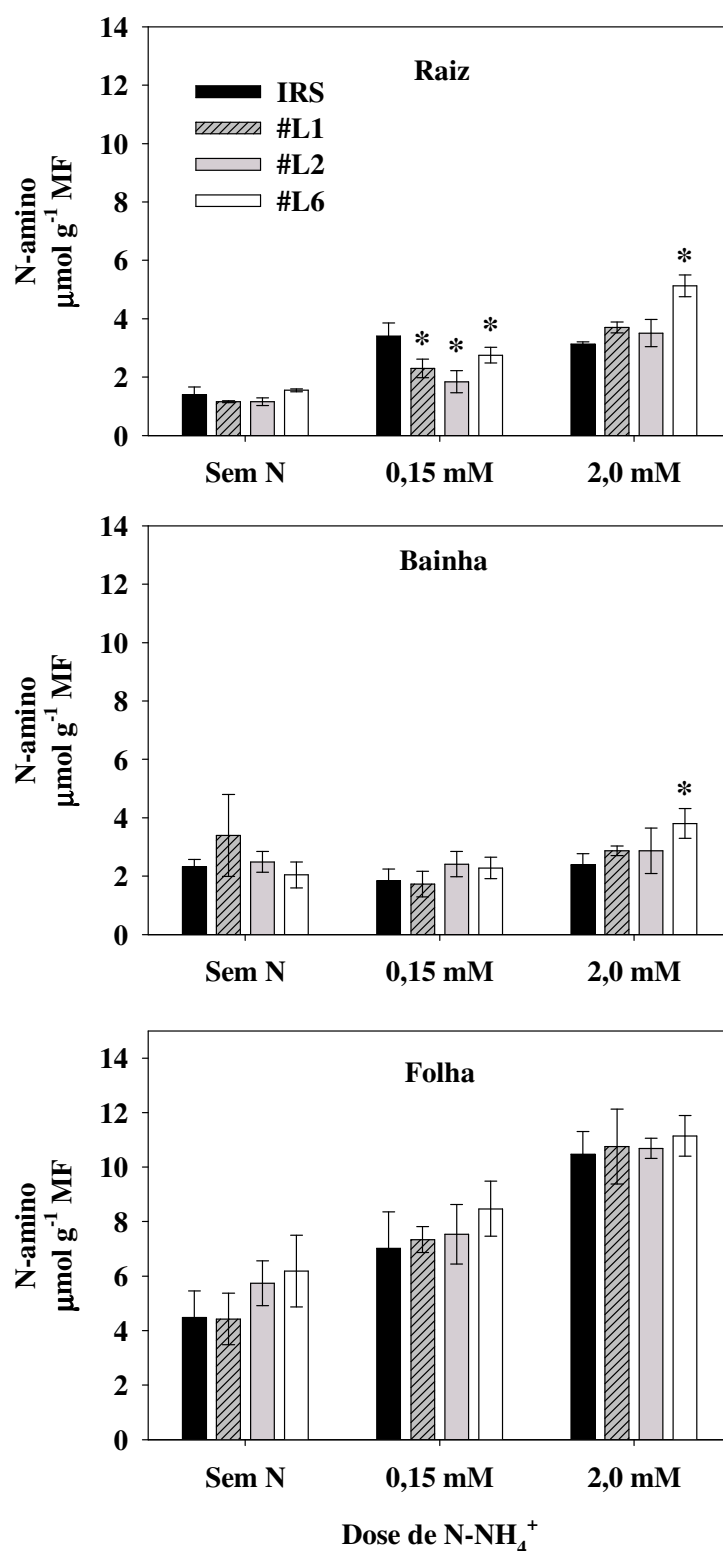 Raiz
IRS
#L1
#L2
#L6
N-amino
µmol g⁻¹ MF
14
12
10
8
6
4
2
0
*
*
*
*
Sem N
0,15 mM
2,0 mM
Bainha
N-amino
µmol g⁻¹ MF
14
12
10
8
6
4
2
0
*
Sem N
0,15 mM
2,0 mM
Folha
N-amino
µmol g⁻¹ MF
14
12
10
8
6
4
2
0
Sem N
0,15 mM
2,0 mM
Dose de N-NH₄⁺